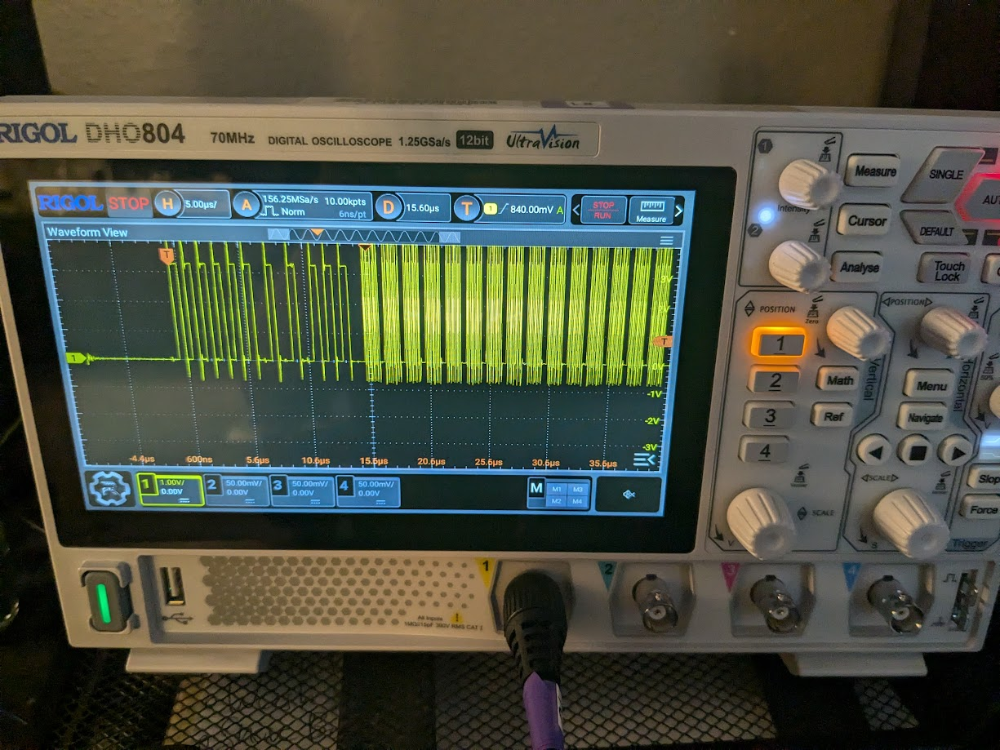 RIGOL DHO804 70MHz DIGITAL OSCILLOSCOPE 1.25GSa/s 12bit UltraVision
RIGOL STOP H 5.00μs/ A 156.25MSa/s 10.00kpts Norm 6ns/pt D 15.60μs T 1 840.00mV A STOP RUN Measure
Waveform View
T
3V
T
1
0V
-1V
-2V
-3V
-4.4μs 600ns 5.6μs 10.6μs 15.6μs 20.6μs 25.6μs 30.6μs 35.6μs
1 1.00V/ 0.00V 2 50.00mV/ 0.00V 3 50.00mV/ 0.00V 4 50.00mV/ 0.00V M M1 M3 M2 M4
1
Measure
SINGLE
Intensity
Cursor
DEFAULT
2
Analyse
Touch Lock
POSITION
Zero
POSITION
1
Vertical
Horizontal
50%
2
Math
Menu
3
Ref
Navigate
4
SCALE
SCALE
V
S
Force
Trigger
1
2
3
4
All Inputs
1MΩ//15pF 300V RMS CAT I